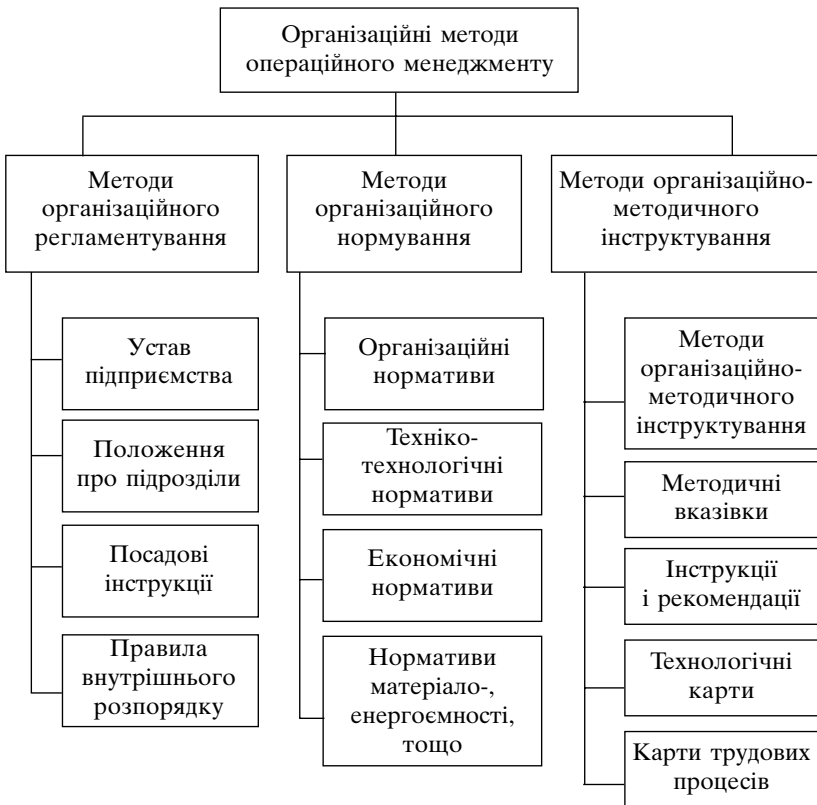 Організаційні методи
операційного менеджменту
Методи
організаційного
регламентування
Методи
організаційного
нормування
Методи організаційно-
методичного
інструктування
Устав
підприємства
Положення
про підрозділи
Посадові
інструкції
Правила
внутрішнього
розпорядку
Організаційні
нормативи
Техніко-
технологічні
нормативи
Економічні
нормативи
Нормативи
матеріало-,
енергоємності,
тощо
Методи
організаційно-
методичного
інструктування
Методичні
вказівки
Інструкції
і рекомендації
Технологічні
карти
Карти трудових
процесів